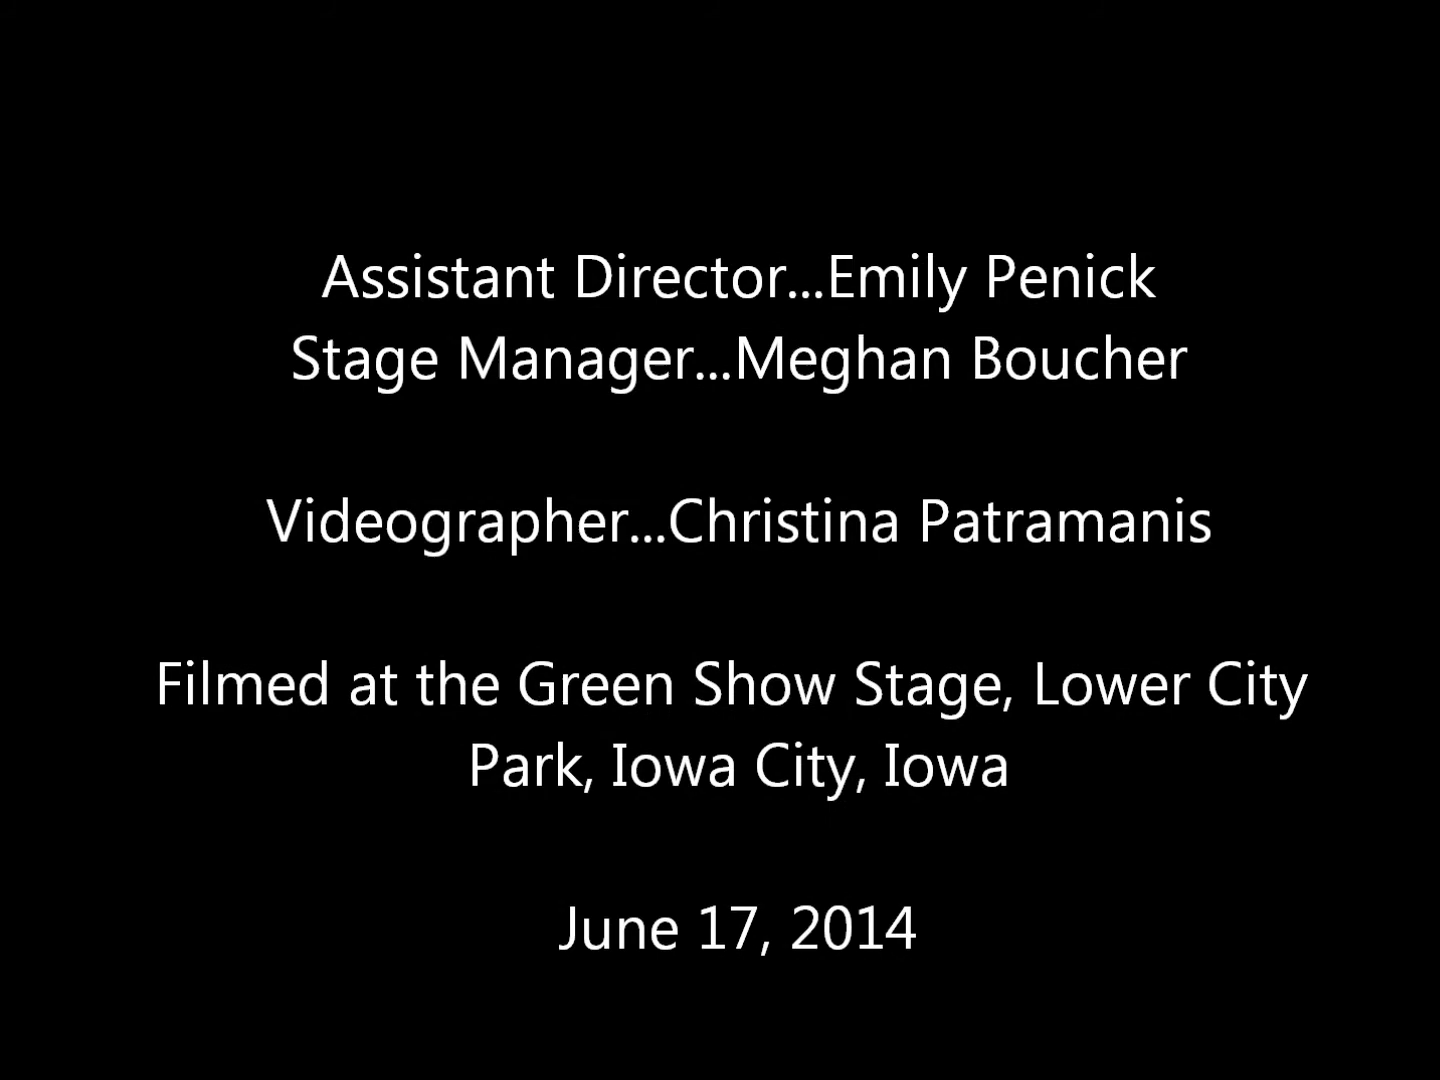 Assistant Director...Emily Penick
Stage Manager...Meghan Boucher
Videographer...Christina Patramanis
Filmed at the Green Show Stage, Lower City
Park, Iowa City, Iowa
June 17, 2014